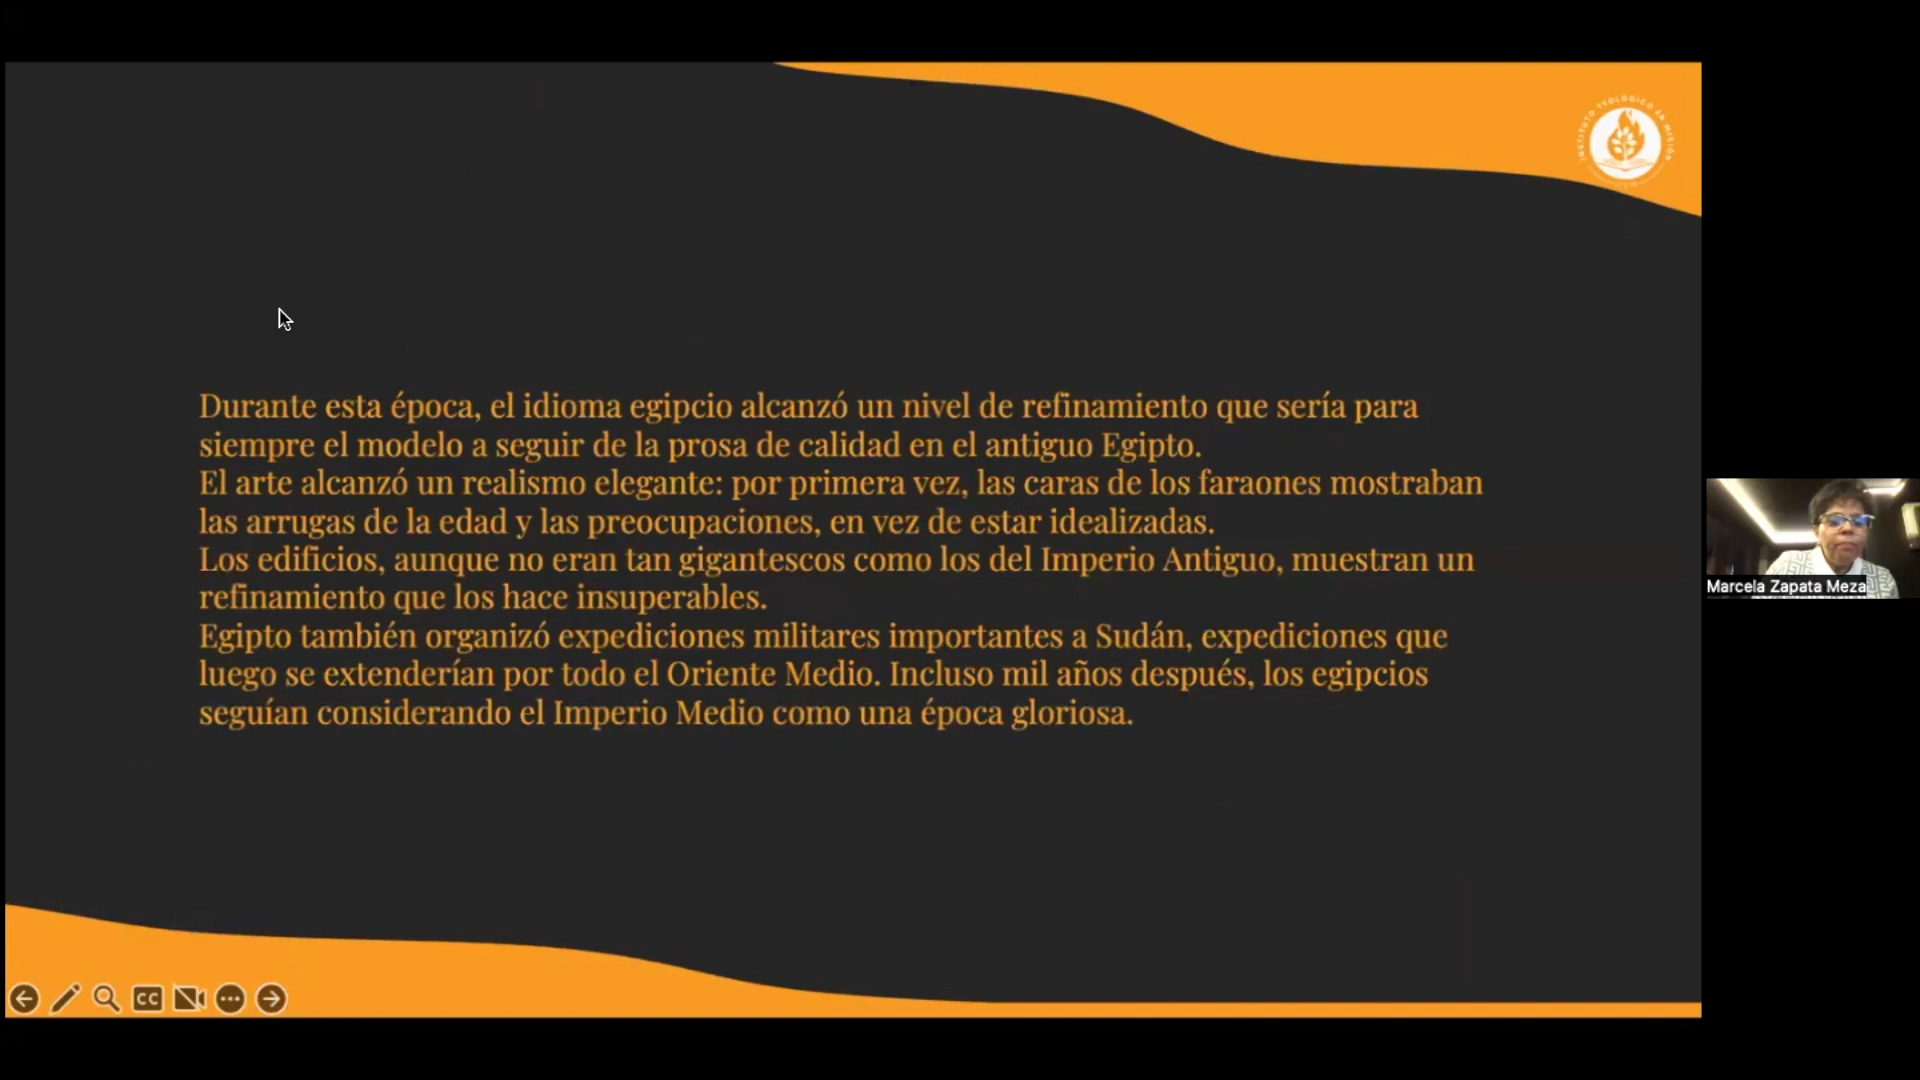 INSTITUTO TEOLÓGICO EN MISIÓN
Durante esta época, el idioma egipcio alcanzó un nivel de refinamiento que sería para
siempre el modelo a seguir de la prosa de calidad en el antiguo Egipto.
El arte alcanzó un realismo elegante: por primera vez, las caras de los faraones mostraban
las arrugas de la edad y las preocupaciones, en vez de estar idealizadas.
Los edificios, aunque no eran tan gigantescos como los del Imperio Antiguo, muestran un
refinamiento que los hace insuperables.
Egipto también organizó expediciones militares importantes a Sudán, expediciones que
luego se extenderían por todo el Oriente Medio. Incluso mil años después, los egipcios
seguían considerando el Imperio Medio como una época gloriosa.
Marcela Zapata Meza
CC